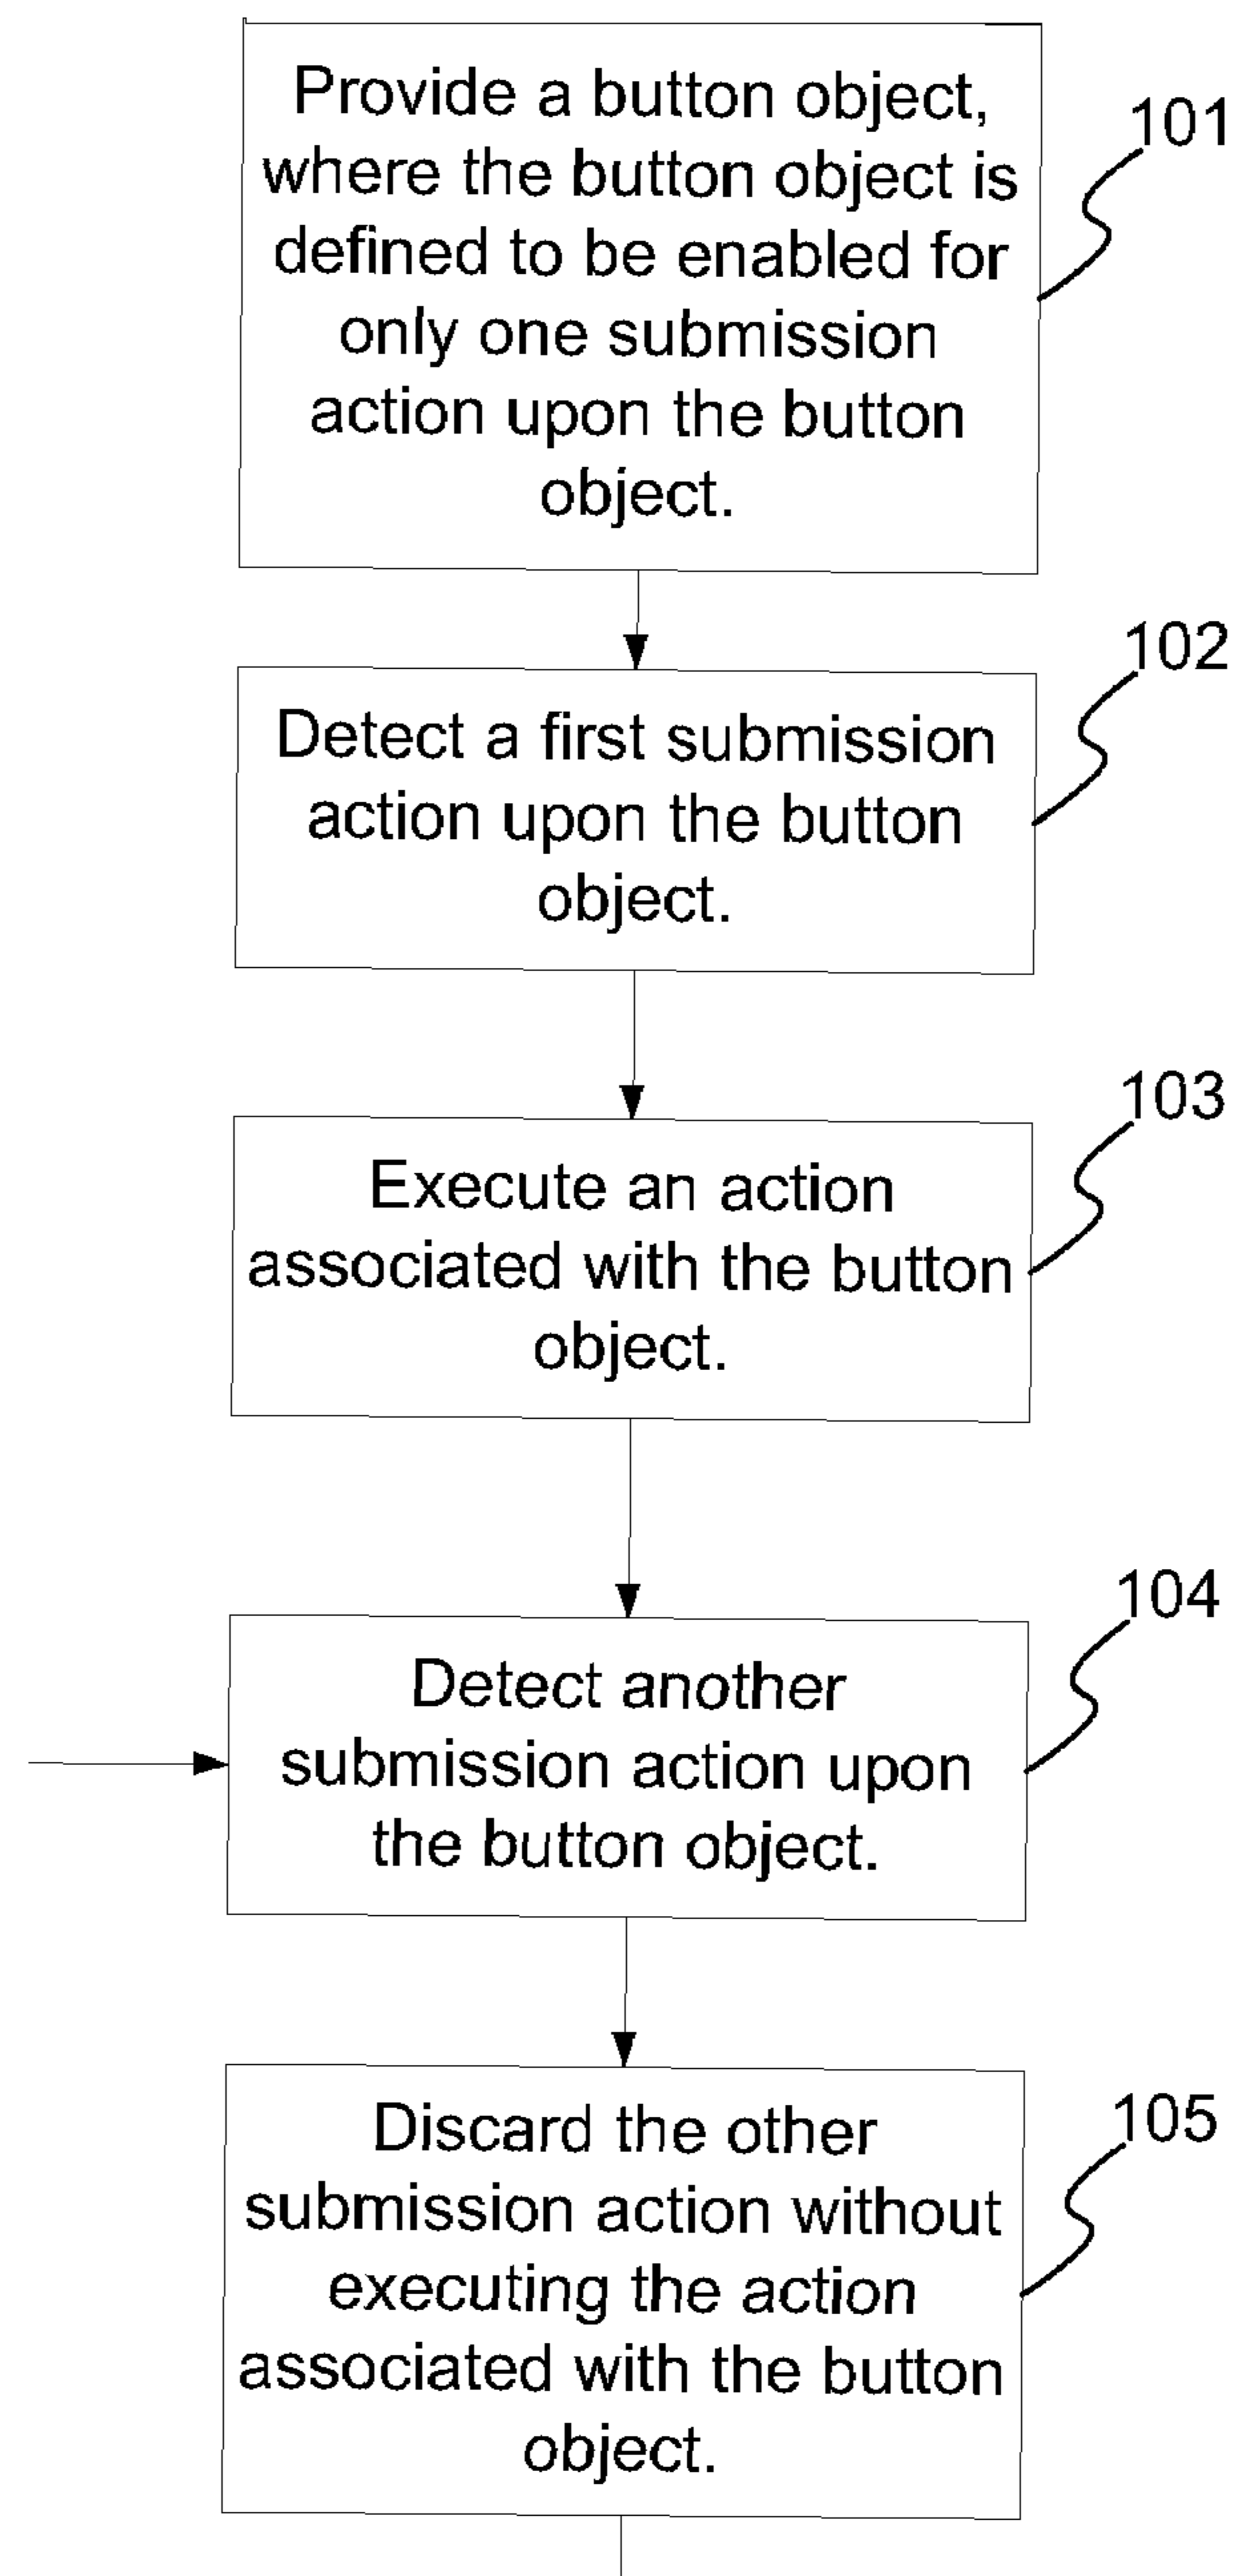 Provide a button object,
where the button object is
defined to be enabled for
only one submission
action upon the button
object.
101
Detect a first submission
action upon the button
object.
102
Execute an action
associated with the button
object.
103
Detect another
submission action upon
the button object.
104
Discard the other
submission action without
executing the action
associated with the button
object.
105